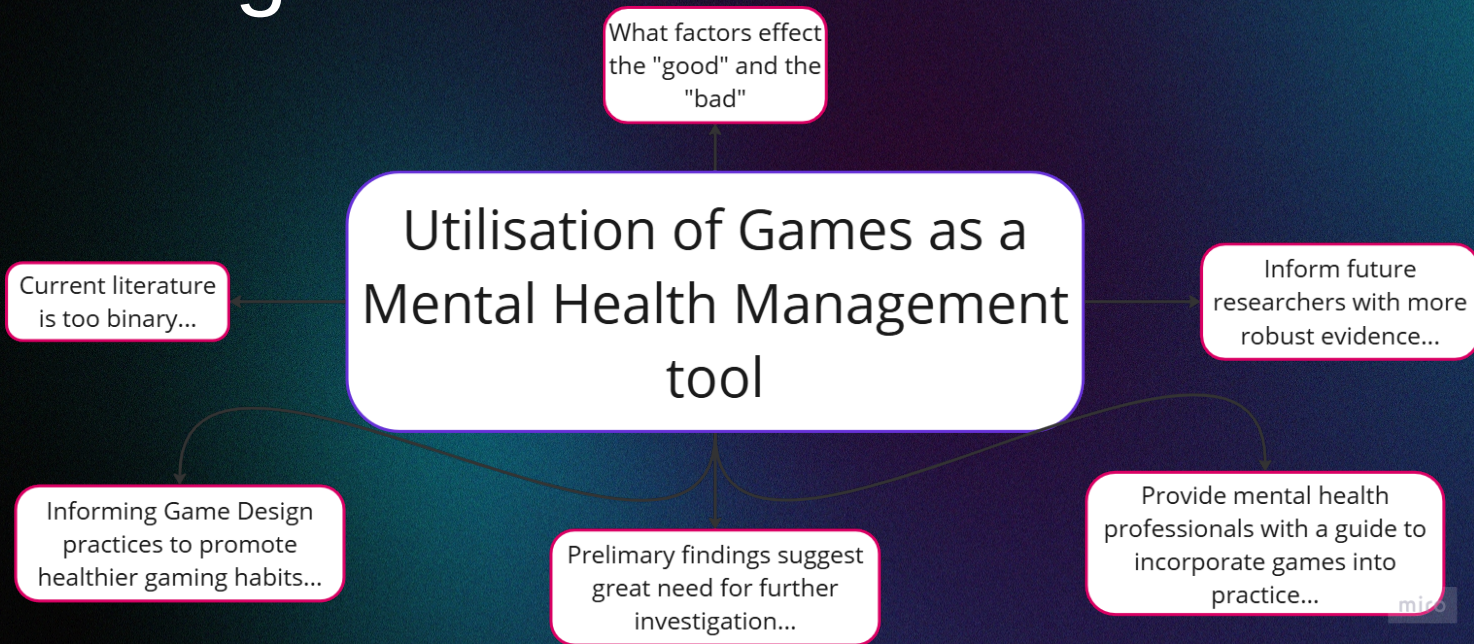 What factors effect
the "good" and the
"bad"
Utilisation of Games as a
Mental Health Management
tool
Current literature
is too binary...
Inform future
researchers with more
robust evidence...
Informing Game Design
practices to promote
healthier gaming habits...
Prelimary findings suggest
great need for further
investigation...
Provide mental health
professionals with a guide to
incorporate games into
practice...
miro